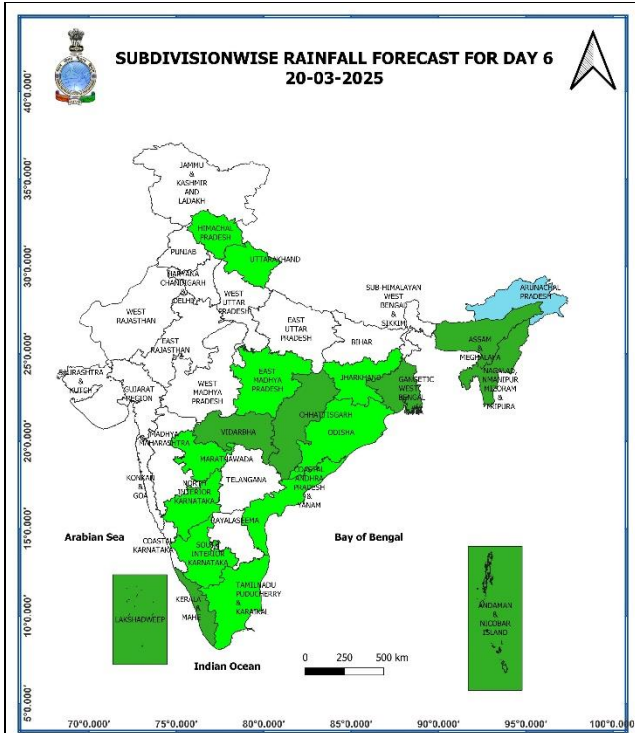 SUBDIVISIONWISE RAINFALL FORECAST FOR DAY 6
20-03-2025
40°0.000'
35°0.000'
30°0.000'
25°0.000'
20°0.000'
15°0.000'
10°0.000'
5°0.000'
JAMMU
&
KASHMIR
AND
LADAKH
HIMACHAL
PRADESH
PUNJAB
UTTARAKHAND
HARYANA
CHANDIGARH
&
DELHI
WEST
UTTAR
PRADESH
WEST
RAJASTHAN
EAST
RAJASTHAN
EAST
UTTAR
PRADESH
BIHAR
SUB-HIMALAYAN
WEST
BENGAL
&
SIKKIM
ARUNACHAL
PRADESH
ASSAM
&
MEGHALAYA
NAGALAND
MANIPUR
MIZORAM
&
TRIPURA
SAURASHTRA
&
KUTCH
GUJARAT
REGION
WEST
MADHYA
PRADESH
EAST
MADHYA
PRADESH
JHARKHAND
GANGETIC
WEST
BENGAL
CHHATTISGARH
ODISHA
VIDARBHA
MADHYA
MAHARASHTRA
MARATHAWADA
KONKAN
&
GOA
NORTH
INTERIOR
KARNATAKA
TELANGANA
COASTAL
ANDHRA
PRADESH
&
YANAM
RAYALASEEMA
COASTAL
KARNATAKA
SOUTH
INTERIOR
KARNATAKA
TAMILNADU
PUDUCHERRY
&
KARAIKAL
KERALA
&
MAHE
LAKSHADWEEP
ANDAMAN
&
NICOBAR
ISLAND
Arabian Sea
Bay of Bengal
Indian Ocean
0 250 500 km
70°0.000' 75°0.000' 80°0.000' 85°0.000' 90°0.000' 95°0.000' 100°0.000'